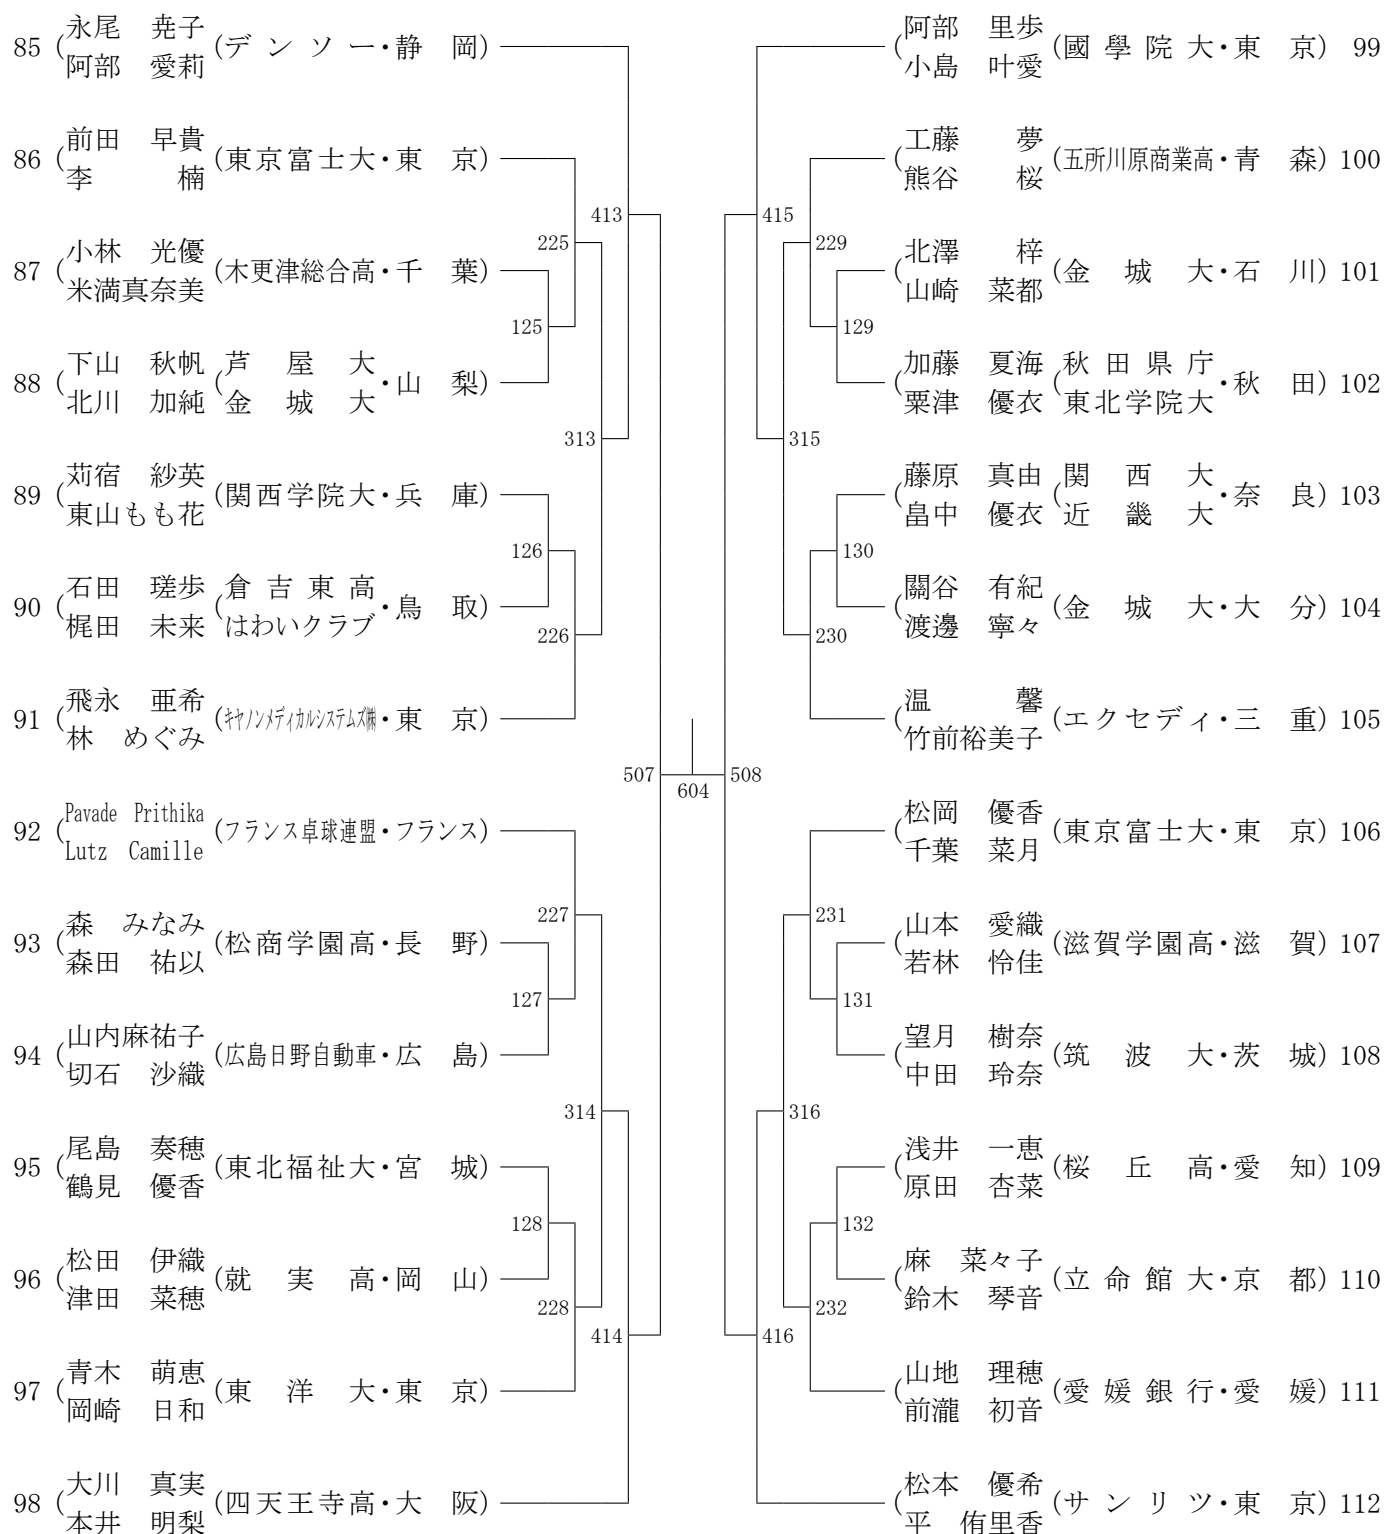 85 (永尾 尭子 阿部 愛莉 (デンソー・静岡)
86 (前田 早貴 李 楠 (東京富士大・東京)
87 (小林 光優 米満真奈美 (木更津総合高・千葉)
88 (下山 秋帆 北川 加純 (芦屋大 金城大・山梨)
89 (苅宿 紗英 東山もも花 (関西学院大・兵庫)
90 (石田 瑳歩 梶田 未来 (倉吉東高 はわいクラブ・鳥取)
91 (飛永 亜希 林 めぐみ (キヤノンメディカルシステムズ㈱・東京)
92 (Pavade Prithika Lutz Camille (フランス卓球連盟・フランス)
93 (森 みなみ 森田 祐以 (松商学園高・長野)
94 (山内麻祐子 切石 沙織 (広島日野自動車・広島)
95 (尾島 奏穂 鶴見 優香 (東北福祉大・宮城)
96 (松田 伊織 津田 菜穂 (就実高・岡山)
97 (青木 萌恵 岡崎 日和 (東洋大・東京)
98 (大川 真実 本井 明梨 (四天王寺高・大阪)
413
225
125
313
126
226
507
227
127
314
128
228
414
604
508
415
229
129
315
130
230
231
131
316
132
232
416
(阿部 里歩 小島 叶愛 (國學院大・東京) 99
(工藤 夢 熊谷 桜 (五所川原商業高・青森) 100
(北澤 梓 山崎 菜都 (金城大・石川) 101
(加藤 夏海 粟津 優衣 (秋田県庁 東北学院大・秋田) 102
(藤原 真由 畠中 優衣 (関西大 近畿大・奈良) 103
(關谷 有紀 渡邊 寧々 (金城大・大分) 104
(温 馨 竹前裕美子 (エクセディ・三重) 105
(松岡 優香 千葉 菜月 (東京富士大・東京) 106
(山本 愛織 若林 怜佳 (滋賀学園高・滋賀) 107
(望月 樹奈 中田 玲奈 (筑波大・茨城) 108
(浅井 一恵 原田 杏菜 (桜丘高・愛知) 109
(麻 菜々子 鈴木 琴音 (立命館大・京都) 110
(山地 理穂 前瀧 初音 (愛媛銀行・愛媛) 111
(松本 優希 平 侑里香 (サンリツ・東京) 112